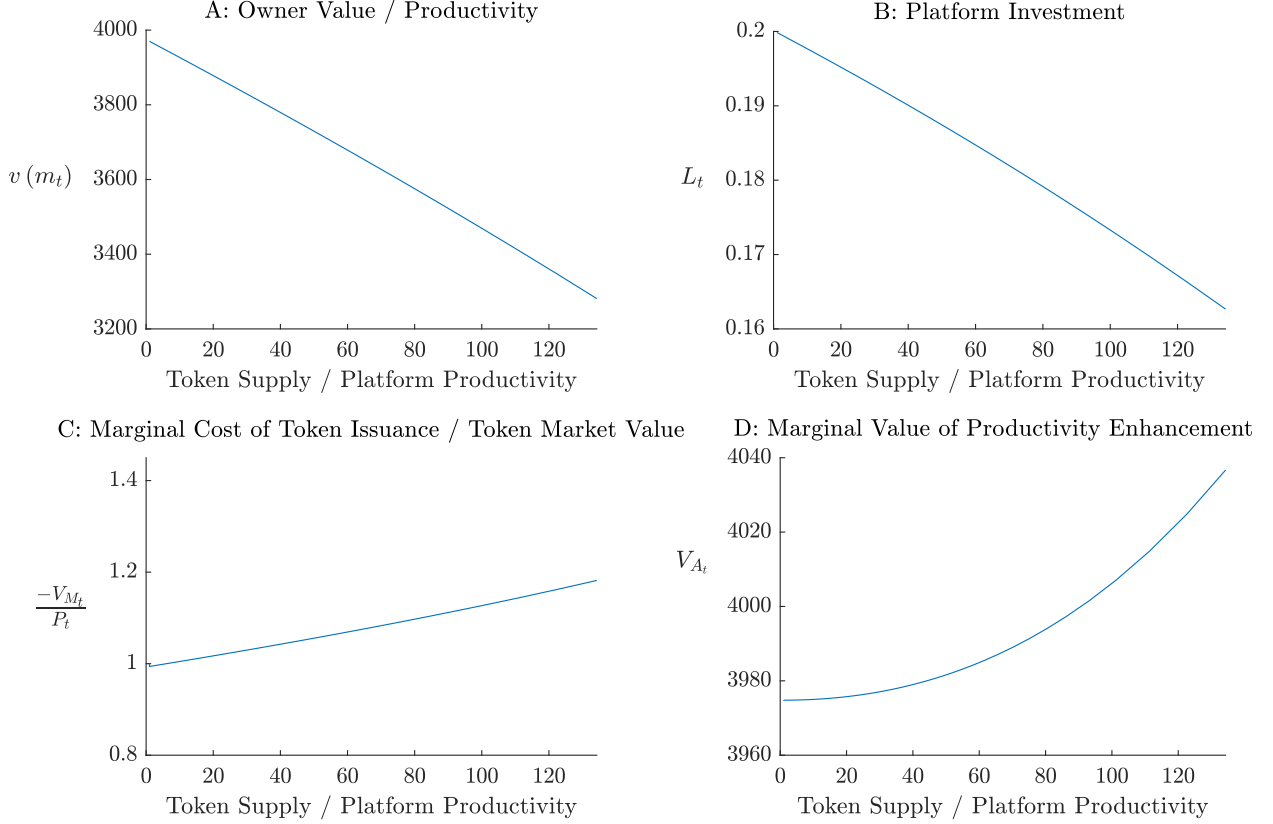 A: Owner Value / Productivity
4000
3800
v (m_t) 3600
3400
3200
0 20 40 60 80 100 120
Token Supply / Platform Productivity
B: Platform Investment
0.2
0.19
L_t 0.18
0.17
0.16
0 20 40 60 80 100 120
Token Supply / Platform Productivity
C: Marginal Cost of Token Issuance / Token Market Value
1.4
1.2
-V_{M_t}
P_t
1
0.8
0 20 40 60 80 100 120
Token Supply / Platform Productivity
D: Marginal Value of Productivity Enhancement
4040
4020
V_{A_t}
4000
3980
3960
0 20 40 60 80 100 120
Token Supply / Platform Productivity